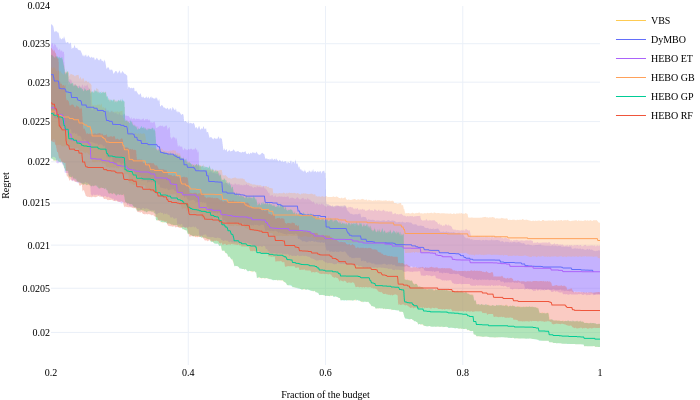 0.024
0.0235
0.023
0.0225
0.022
0.0215
0.021
0.0205
0.02
Regret
0.2
0.4
0.6
0.8
1
Fraction of the budget
VBS
DyMBO
HEBO ET
HEBO GB
HEBO GP
HEBO RF